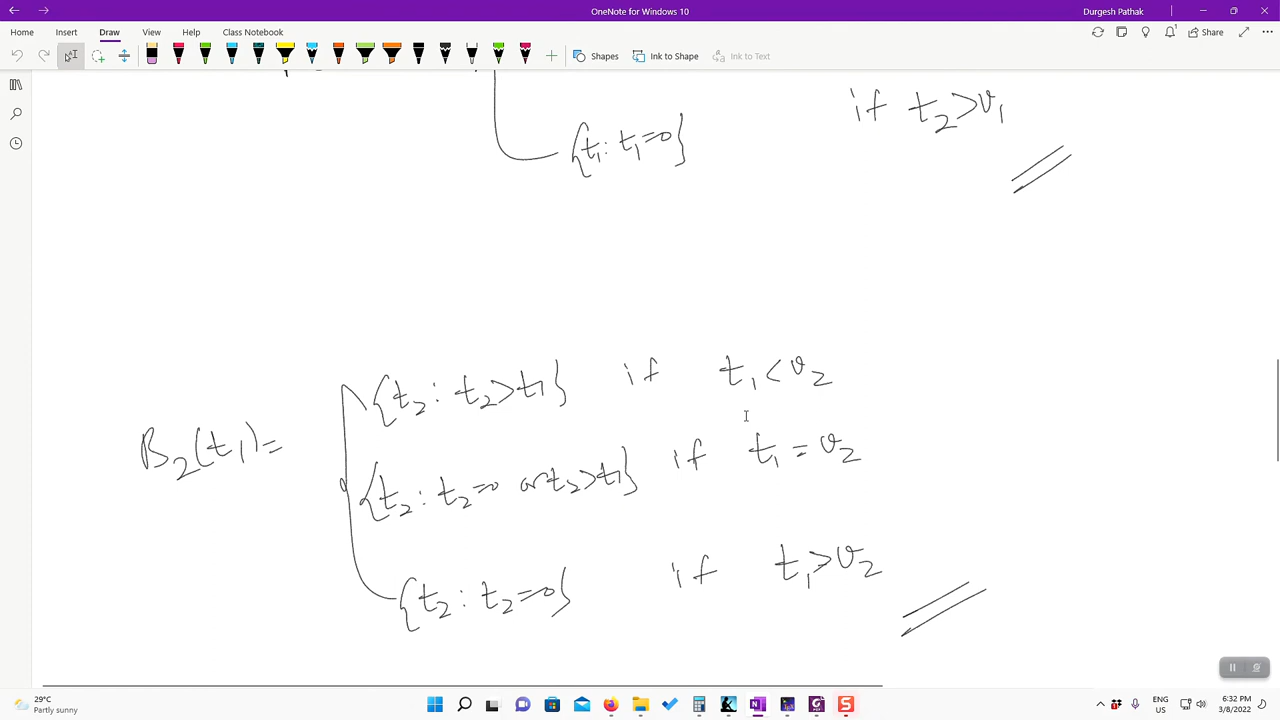 OneNote for Windows 10
Durgesh Pathak
Home Insert Draw View Help Class Notebook
Share
Shapes Ink to Shape Ink to Text
if t₂>v₁
{t₁: t₁=0}
B₂(t₁)=
{t₂: t₂>t₁} if t₁<v₂
{t₂: t₂=0 or t₂>t₁} if t₁=v₂
{t₂: t₂=0} if t₁>v₂
29°C
Partly sunny
ENG
US
6:32 PM
3/8/2022